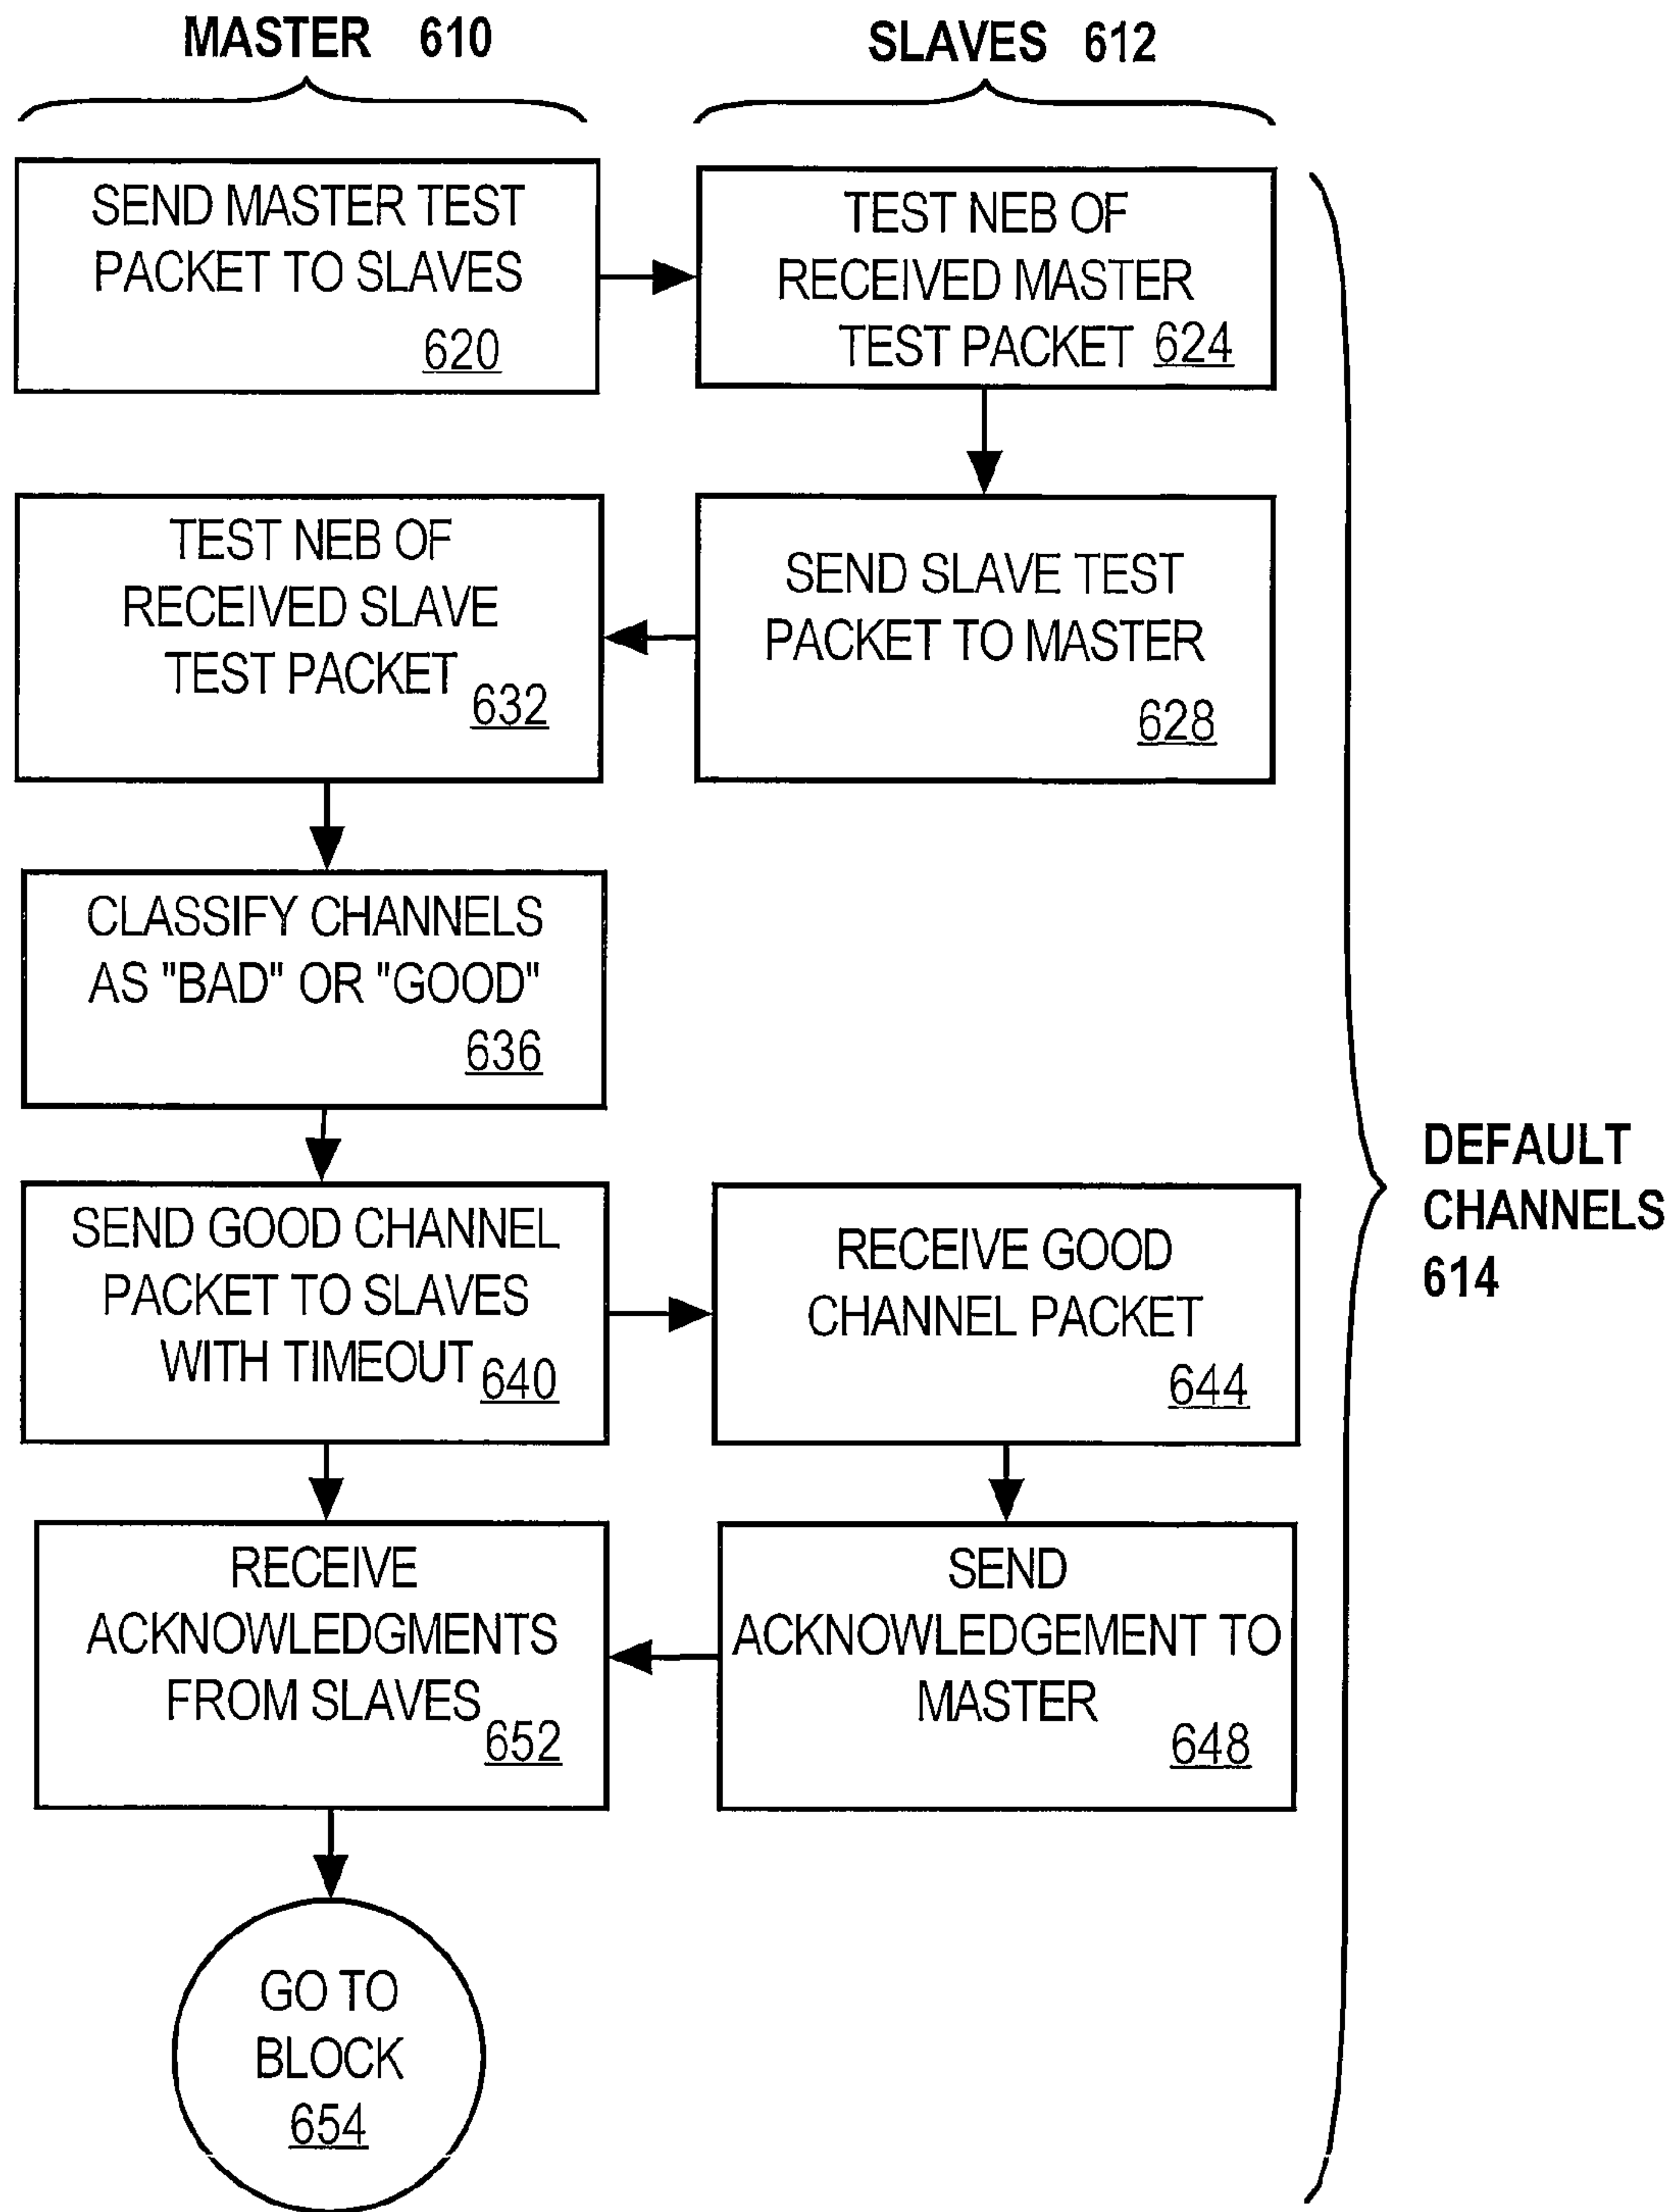 MASTER 610
SLAVES 612
SEND MASTER TEST
PACKET TO SLAVES
620
TEST NEB OF
RECEIVED MASTER
TEST PACKET 624
TEST NEB OF
RECEIVED SLAVE
TEST PACKET
632
SEND SLAVE TEST
PACKET TO MASTER
628
CLASSIFY CHANNELS
AS "BAD" OR "GOOD"
636
SEND GOOD CHANNEL
PACKET TO SLAVES
WITH TIMEOUT 640
RECEIVE GOOD
CHANNEL PACKET
644
DEFAULT
CHANNELS
614
RECEIVE
ACKNOWLEDGMENTS
FROM SLAVES
652
SEND
ACKNOWLEDGEMENT TO
MASTER
648
GO TO
BLOCK
654